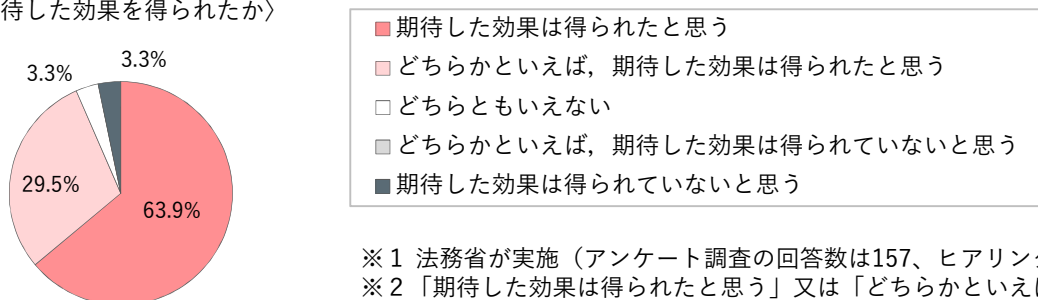 待した効果を得られたか〉
3.3%
3.3%
29.5%
63.9%
期待した効果は得られたと思う
どちらかといえば，期待した効果は得られたと思う
どちらともいえない
どちらかといえば，期待した効果は得られていないと思う
期待した効果は得られていないと思う
※１ 法務省が実施（アンケート調査の回答数は157、ヒアリン
※２「期待した効果は得られたと思う」又は「どちらかといえ